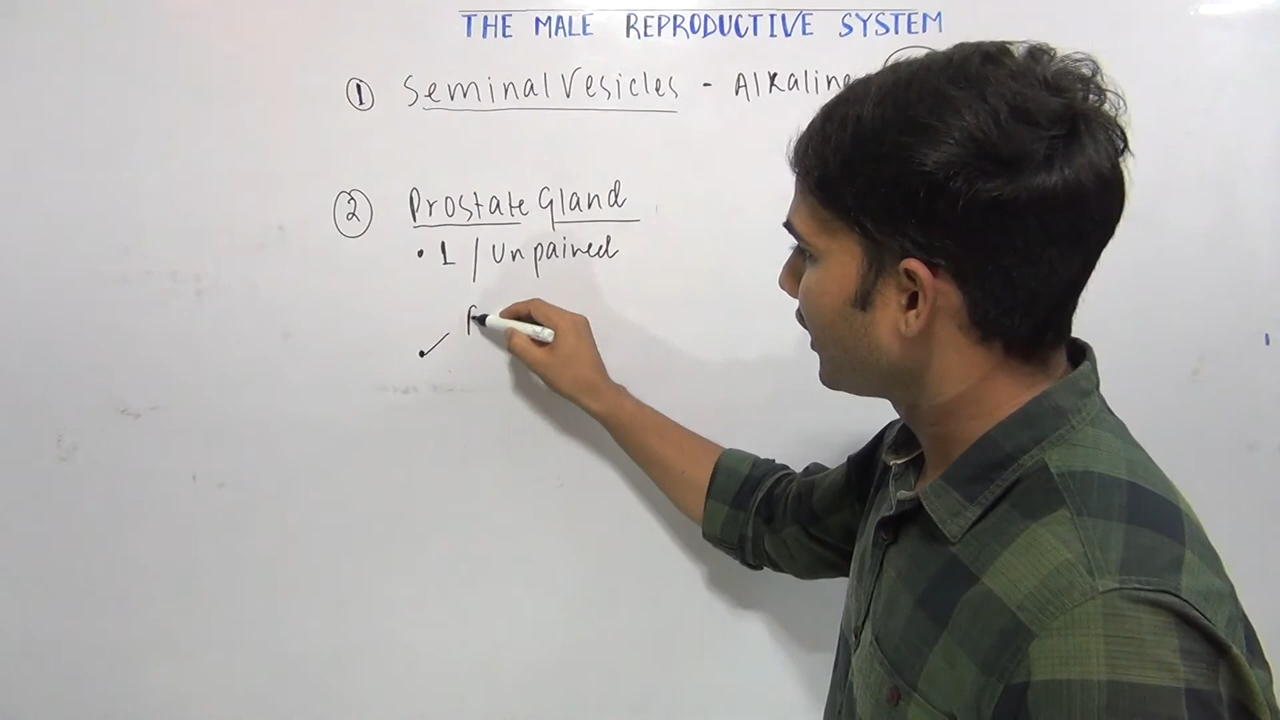 THE MALE REPRODUCTIVE SYSTEM
① Seminal Vesicles - Alkaline
② Prostate Gland
• 1 / Unpaired